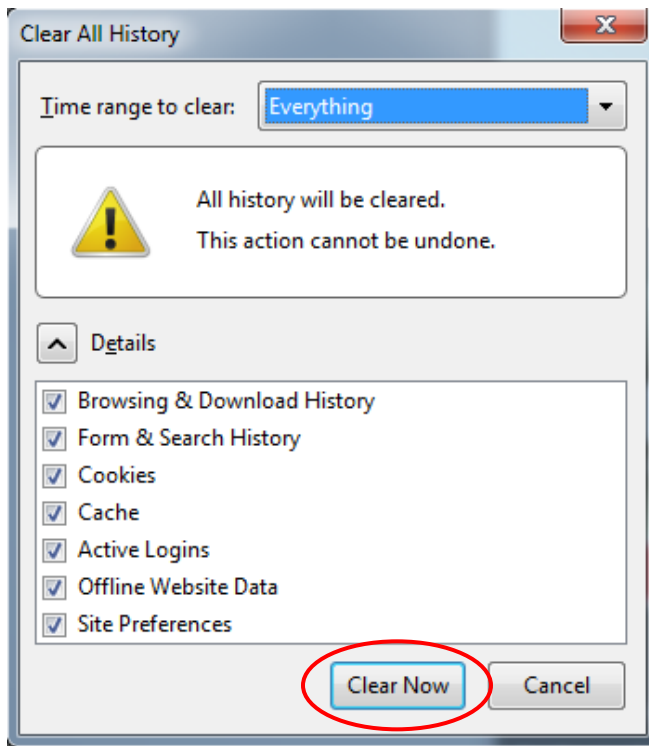 Clear All History
Time range to clear: Everything
All history will be cleared.
This action cannot be undone.
Details
Browsing & Download History
Form & Search History
Cookies
Cache
Active Logins
Offline Website Data
Site Preferences
Clear Now Cancel